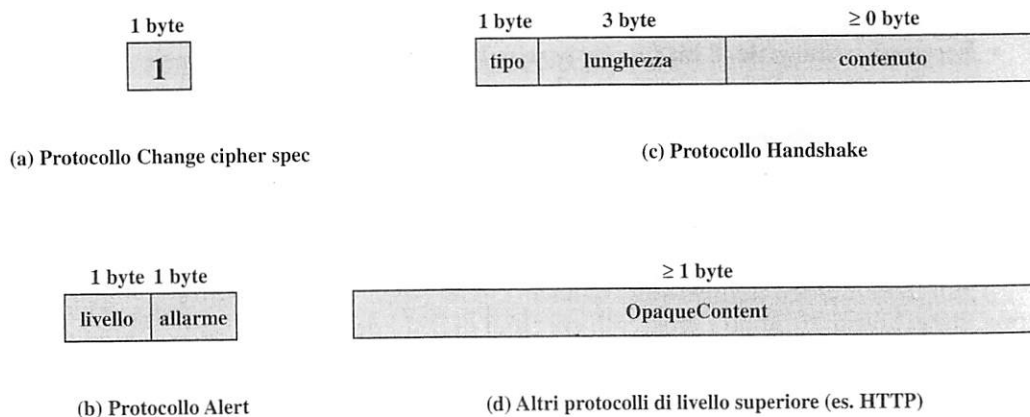 1 byte
1
(a) Protocollo Change cipher spec
1 byte 3 byte ≥ 0 byte
tipo lunghezza contenuto
(c) Protocollo Handshake
1 byte 1 byte
livello allarme
(b) Protocollo Alert
≥ 1 byte
OpaqueContent
(d) Altri protocolli di livello superiore (es. HTTP)